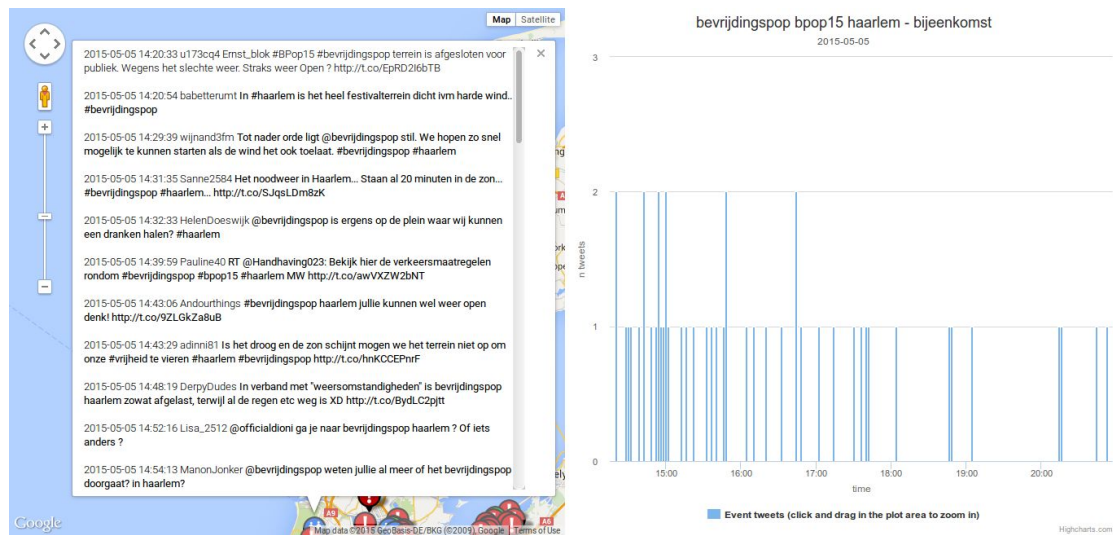 Map Satellite
2015-05-05 14:20:33 u173cq4 Ernst_blok #BPop15 #bevrijdingspop terrein is afgesloten voor
publiek. Wegens het slechte weer. Straks weer Open ? http://t.co/EpRD2I6bTB
2015-05-05 14:20:54 babetterumt In #haarlem is het heel festivalterrein dicht ivm harde wind..
#bevrijdingspop
2015-05-05 14:29:39 wijnand3fm Tot nader orde ligt @bevrijdingspop stil. We hopen zo snel
mogelijk te kunnen starten als de wind het ook toelaat. #bevrijdingspop #haarlem
2015-05-05 14:31:35 Sanne2584 Het noodweer in Haarlem... Staan al 20 minuten in de zon...
#bevrijdingspop #haarlem... http://t.co/SJqsLDm8zK
2015-05-05 14:32:33 HelenDoeswijk @bevrijdingspop is ergens op de plein waar wij kunnen
een dranken halen? #haarlem
2015-05-05 14:39:59 Pauline40 RT @Handhaving023: Bekijk hier de verkeersmaatregelen
rondom #bevrijdingspop #bpop15 #haarlem MW http://t.co/awVXZW2bNT
2015-05-05 14:43:06 Andourthings #bevrijdingspop haarlem jullie kunnen wel weer open
denk! http://t.co/9ZLGkZa8uB
2015-05-05 14:43:29 adinni81 Is het droog en de zon schijnt mogen we het terrein niet op om
onze #vrijheid te vieren #haarlem #bevrijdingspop http://t.co/hnKCCEPnrF
2015-05-05 14:48:19 DerpyDudes In verband met "weersomstandigheden" is bevrijdingspop
haarlem zowat afgelast, terwijl al de regen etc weg is XD http://t.co/BydLC2pjtt
2015-05-05 14:52:16 Lisa_2512 @officialdioni ga je naar bevrijdingspop haarlem ? Of iets
anders ?
2015-05-05 14:54:13 ManonJonker @bevrijdingspop weten jullie al meer of het bevrijdingspop
doorgaat? in haarlem?
A9
A6
Google
Map data ©2015 GeoBasis-DE/BKG (©2009), Google Terms of Use
bevrijdingspop bpop15 haarlem - bijeenkomst
2015-05-05
3
2
1
0
n tweets
15:00 16:00 17:00 18:00 19:00 20:00
time
Event tweets (click and drag in the plot area to zoom in)
Highcharts.com